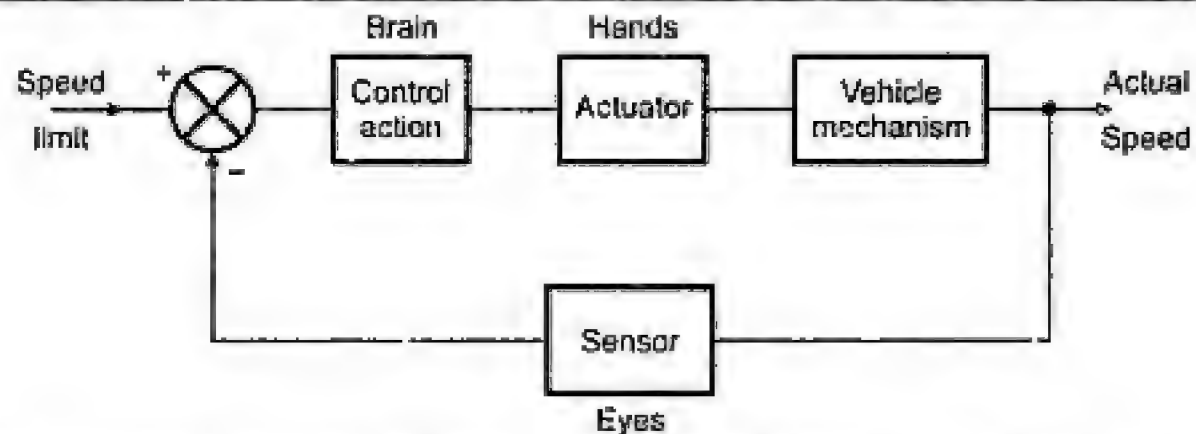 Brain
Hands
Speed
limit
+
−
Control
action
Actuator
Vehicle
mechanism
Actual
Speed
Sensor
Eyes